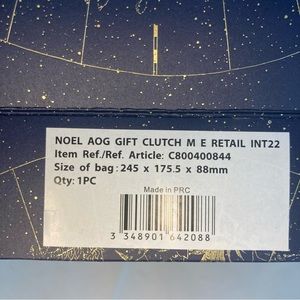 NOEL AOG GIFT CLUTCH M E RETAIL INT22
Item Ref./Ref. Article: C800400844
Size of bag:245 x 175.5 x 88mm
Qty:1PC
Made in PRC
3 348901 642088